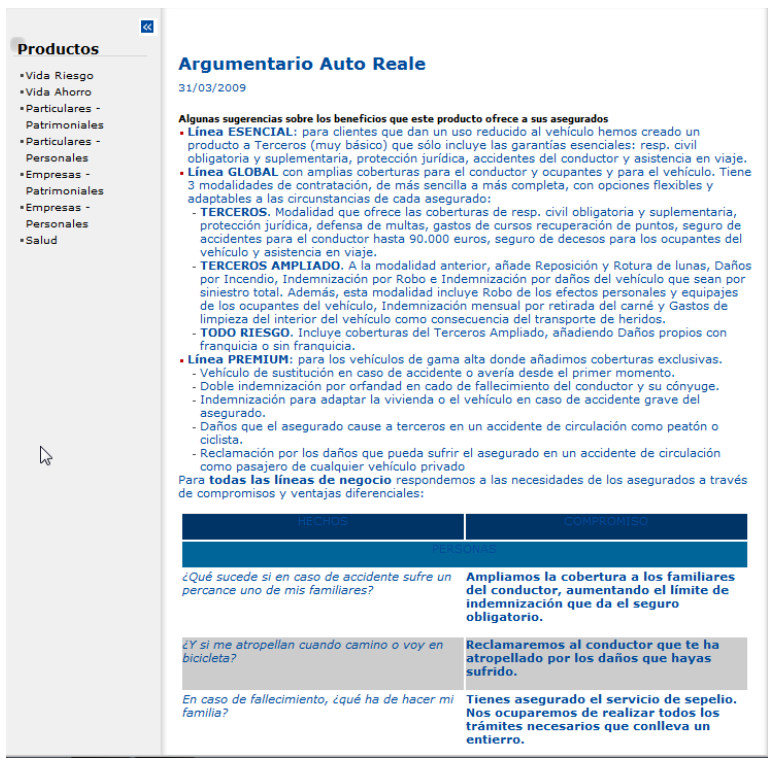 «
Productos
▪Vida Riesgo
▪Vida Ahorro
▪Particulares -
Patrimoniales
▪Particulares -
Personales
▪Empresas -
Patrimoniales
▪Empresas -
Personales
▪Salud
Argumentario Auto Reale
31/03/2009
Algunas sugerencias sobre los beneficios que este producto ofrece a sus asegurados
▪ Línea ESENCIAL: para clientes que dan un uso reducido al vehículo hemos creado un
producto a Terceros (muy básico) que sólo incluye las garantías esenciales: resp. civil
obligatoria y suplementaria, protección jurídica, accidentes del conductor y asistencia en viaje.
▪ Línea GLOBAL con amplias coberturas para el conductor y ocupantes y para el vehículo. Tiene
3 modalidades de contratación, de más sencilla a más completa, con opciones flexibles y
adaptables a las circunstancias de cada asegurado:
- TERCEROS. Modalidad que ofrece las coberturas de resp. civil obligatoria y suplementaria,
protección jurídica, defensa de multas, gastos de cursos recuperación de puntos, seguro de
accidentes para el conductor hasta 90.000 euros, seguro de decesos para los ocupantes del
vehículo y asistencia en viaje.
- TERCEROS AMPLIADO. A la modalidad anterior, añade Reposición y Rotura de lunas, Daños
por Incendio, Indemnización por Robo e Indemnización por daños del vehículo que sean por
siniestro total. Además, esta modalidad incluye Robo de los efectos personales y equipajes
de los ocupantes del vehículo, Indemnización mensual por retirada del carné y Gastos de
limpieza del interior del vehículo como consecuencia del transporte de heridos.
- TODO RIESGO. Incluye coberturas del Terceros Ampliado, añadiendo Daños propios con
franquicia o sin franquicia.
▪ Línea PREMIUM: para los vehículos de gama alta donde añadimos coberturas exclusivas.
- Vehículo de sustitución en caso de accidente o avería desde el primer momento.
- Doble indemnización por orfandad en cado de fallecimiento del conductor y su cónyuge.
- Indemnización para adaptar la vivienda o el vehículo en caso de accidente grave del
asegurado.
- Daños que el asegurado cause a terceros en un accidente de circulación como peatón o
ciclista.
- Reclamación por los daños que pueda sufrir el asegurado en un accidente de circulación
como pasajero de cualquier vehículo privado
Para todas las líneas de negocio respondemos a las necesidades de los asegurados a través
de compromisos y ventajas diferenciales:
HECHOS COMPROMISO
PERSONAS
¿Qué sucede si en caso de accidente sufre un
percance uno de mis familiares?
Ampliamos la cobertura a los familiares
del conductor, aumentando el límite de
indemnización que da el seguro
obligatorio.
¿Y si me atropellan cuando camino o voy en
bicicleta?
Reclamaremos al conductor que te ha
atropellado por los daños que hayas
sufrido.
En caso de fallecimiento, ¿qué ha de hacer mi
familia?
Tienes asegurado el servicio de sepelio.
Nos ocuparemos de realizar todos los
trámites necesarios que conlleva un
entierro.